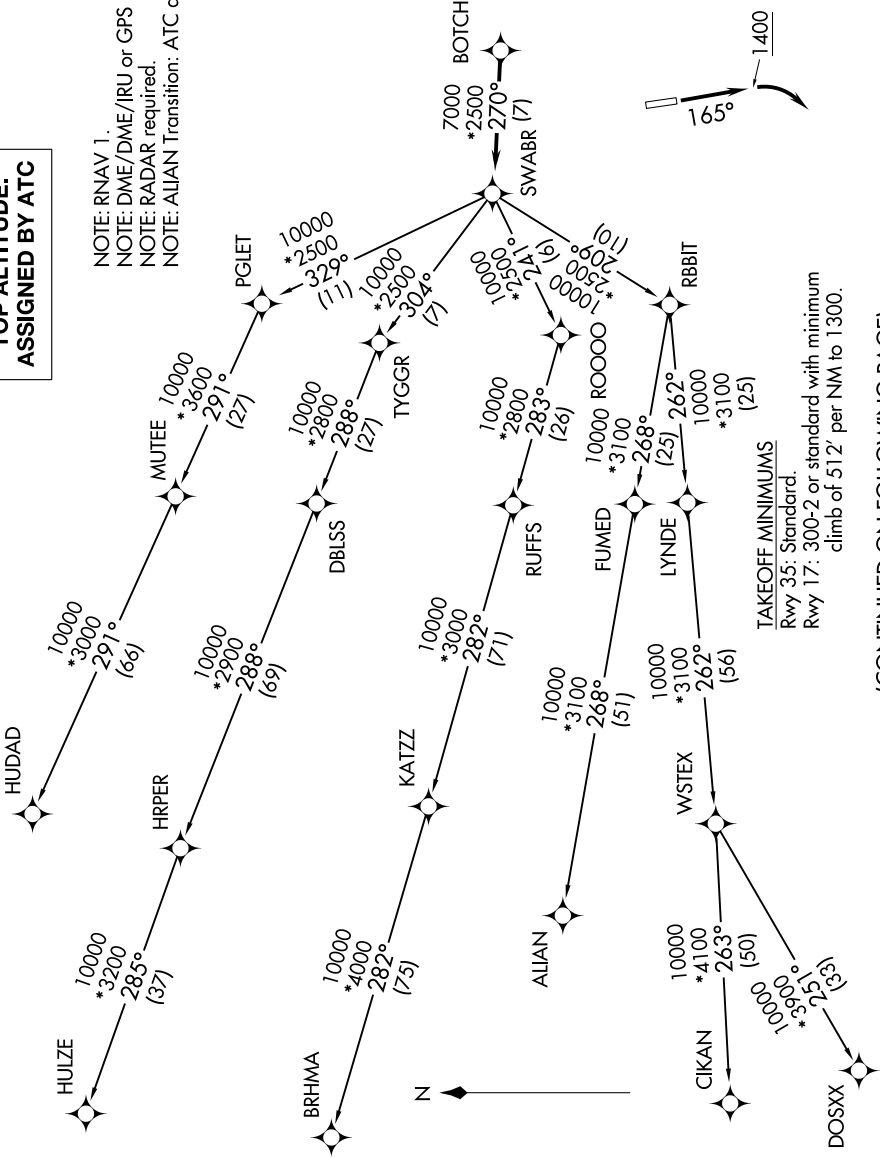 TOP ALTITUDE:
ASSIGNED BY ATC
NOTE: RNAV 1.
NOTE: DME/DME/IRU or GPS
NOTE: RADAR required.
NOTE: ALIAN Transition: ATC
BOTCH
7000
*2500
270°
(7)
SWABR
1400
165°
10000
*2500
329°
(11)
PGLET
10000
*3600
291°
(27)
MUTEE
10000
*3000
291°
(66)
HUDAD
10000
*2500
304°
(7)
TYGGR
10000
*2800
288°
(27)
DBLSS
10000
*2900
288°
(69)
HRPER
10000
*3200
285°
(37)
HULZE
10000
*2500
241°
(6)
ROOOO
10000
*2800
283°
(26)
RUFFS
10000
*3000
282°
(71)
KATZZ
10000
*4000
282°
(75)
BRHMA
10000
*2500
209°
(10)
RBBIT
10000
*3100
268°
(25)
FUMED
10000
*3100
268°
(51)
ALIAN
262°
10000
*3100
(25)
LYNDE
10000
*3100
262°
(56)
WSTEX
10000
*4100
263°
(50)
CIKAN
10000
*3900
251°
(33)
DOSXX
N
TAKEOFF MINIMUMS
Rwy 35: Standard.
Rwy 17: 300-2 or standard with minimum
climb of 512' per NM to 1300.
(CONTINUED ON FOLLOWING PAGE)